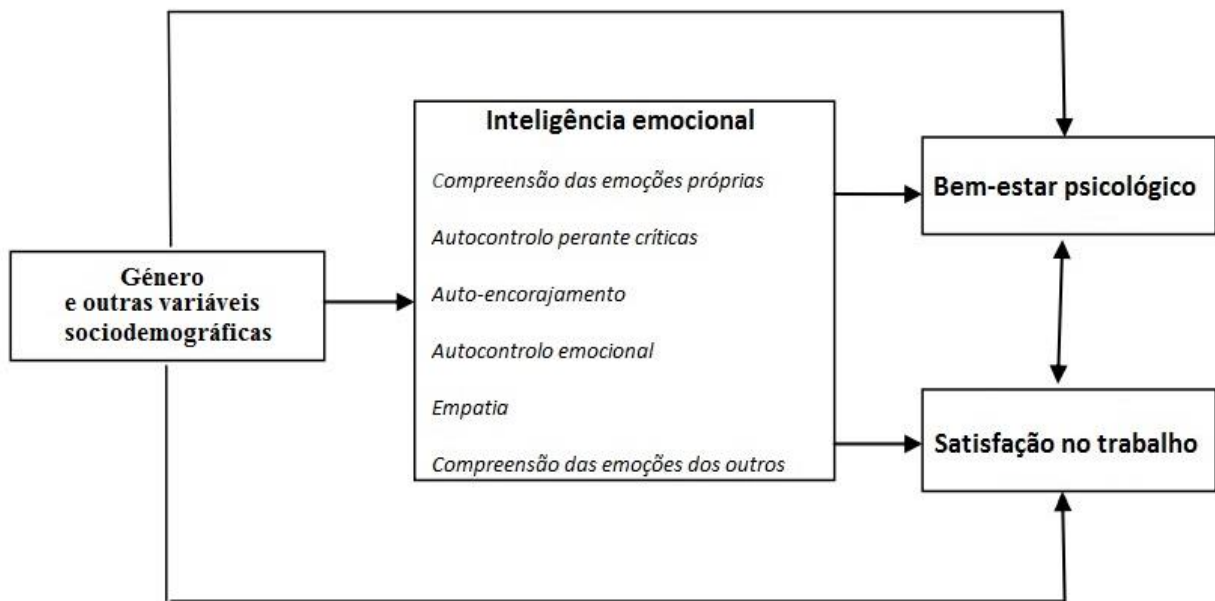 Género
e outras variáveis
sociodemográficas
Inteligência emocional
Compreensão das emoções próprias
Autocontrolo perante críticas
Auto-encorajamento
Autocontrolo emocional
Empatia
Compreensão das emoções dos outros
Bem-estar psicológico
Satisfação no trabalho